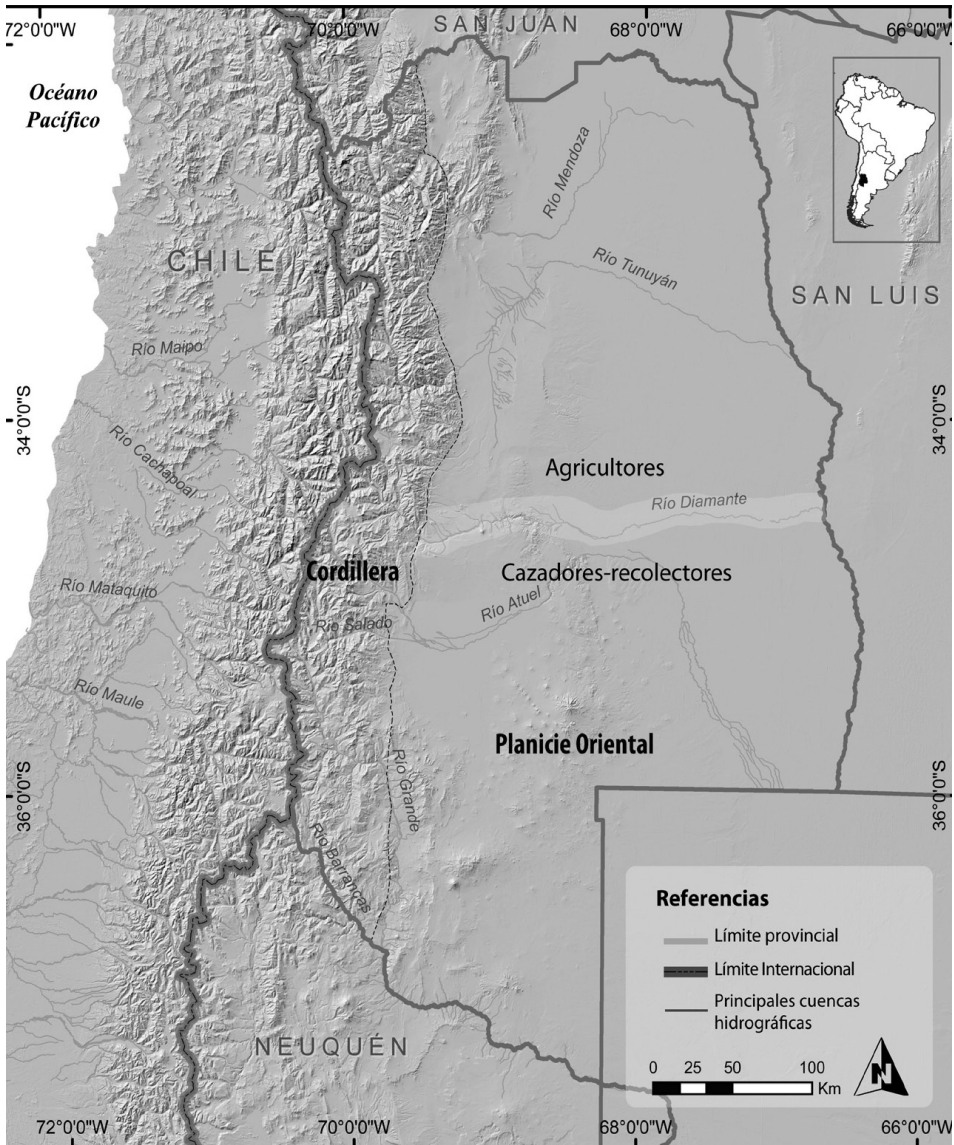 72°0'0"W
70°0'0"W
68°0'0"W
66°0'0"W
SAN JUAN
Océano
Pacífico
Río Mendoza
CHILE
Río Tunuyán
SAN LUIS
Río Maipo
34°0'0"S
34°0'0"S
Río Cachapoal
Agricultores
Río Diamante
Cordillera
Cazadores-recolectores
Río Mataquito
Río Atuel
Río Salado
Río Maule
Planicie Oriental
Río Grande
36°0'0"S
36°0'0"S
Río Barrancas
NEUQUÉN
Referencias
Límite provincial
Límite Internacional
Principales cuencas
hidrográficas
0 25 50 100
Km
N
72°0'0"W
70°0'0"W
68°0'0"W
66°0'0"W